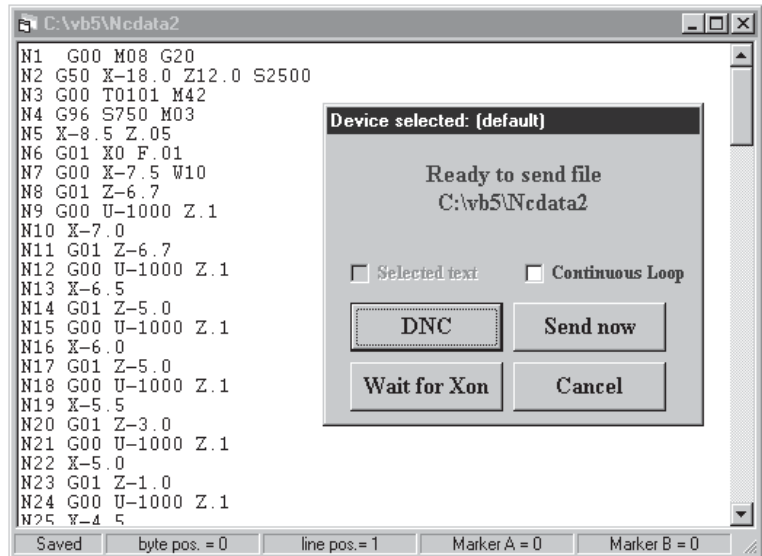 C:\vb5\Ncdata2
N1  G00 M08 G20
N2 G50 X-18.0 Z12.0 S2500
N3 G00 T0101 M42
N4 G96 S750 M03
N5 X-8.5 Z.05
N6 G01 X0 F.01
N7 G00 X-7.5 W10
N8 G01 Z-6.7
N9 G00 U-1000 Z.1
N10 X-7.0
N11 G01 Z-6.7
N12 G00 U-1000 Z.1
N13 X-6.5
N14 G01 Z-5.0
N15 G00 U-1000 Z.1
N16 X-6.0
N17 G01 Z-5.0
N18 G00 U-1000 Z.1
N19 X-5.5
N20 G01 Z-3.0
N21 G00 U-1000 Z.1
N22 X-5.0
N23 G01 Z-1.0
N24 G00 U-1000 Z.1
N25 X-4.5
Device selected: (default)
Ready to send file
C:\vb5\Ncdata2
Selected text Continuous Loop
DNC Send now
Wait for Xon Cancel
Saved byte pos. = 0 line pos.= 1 Marker A = 0 Marker B = 0